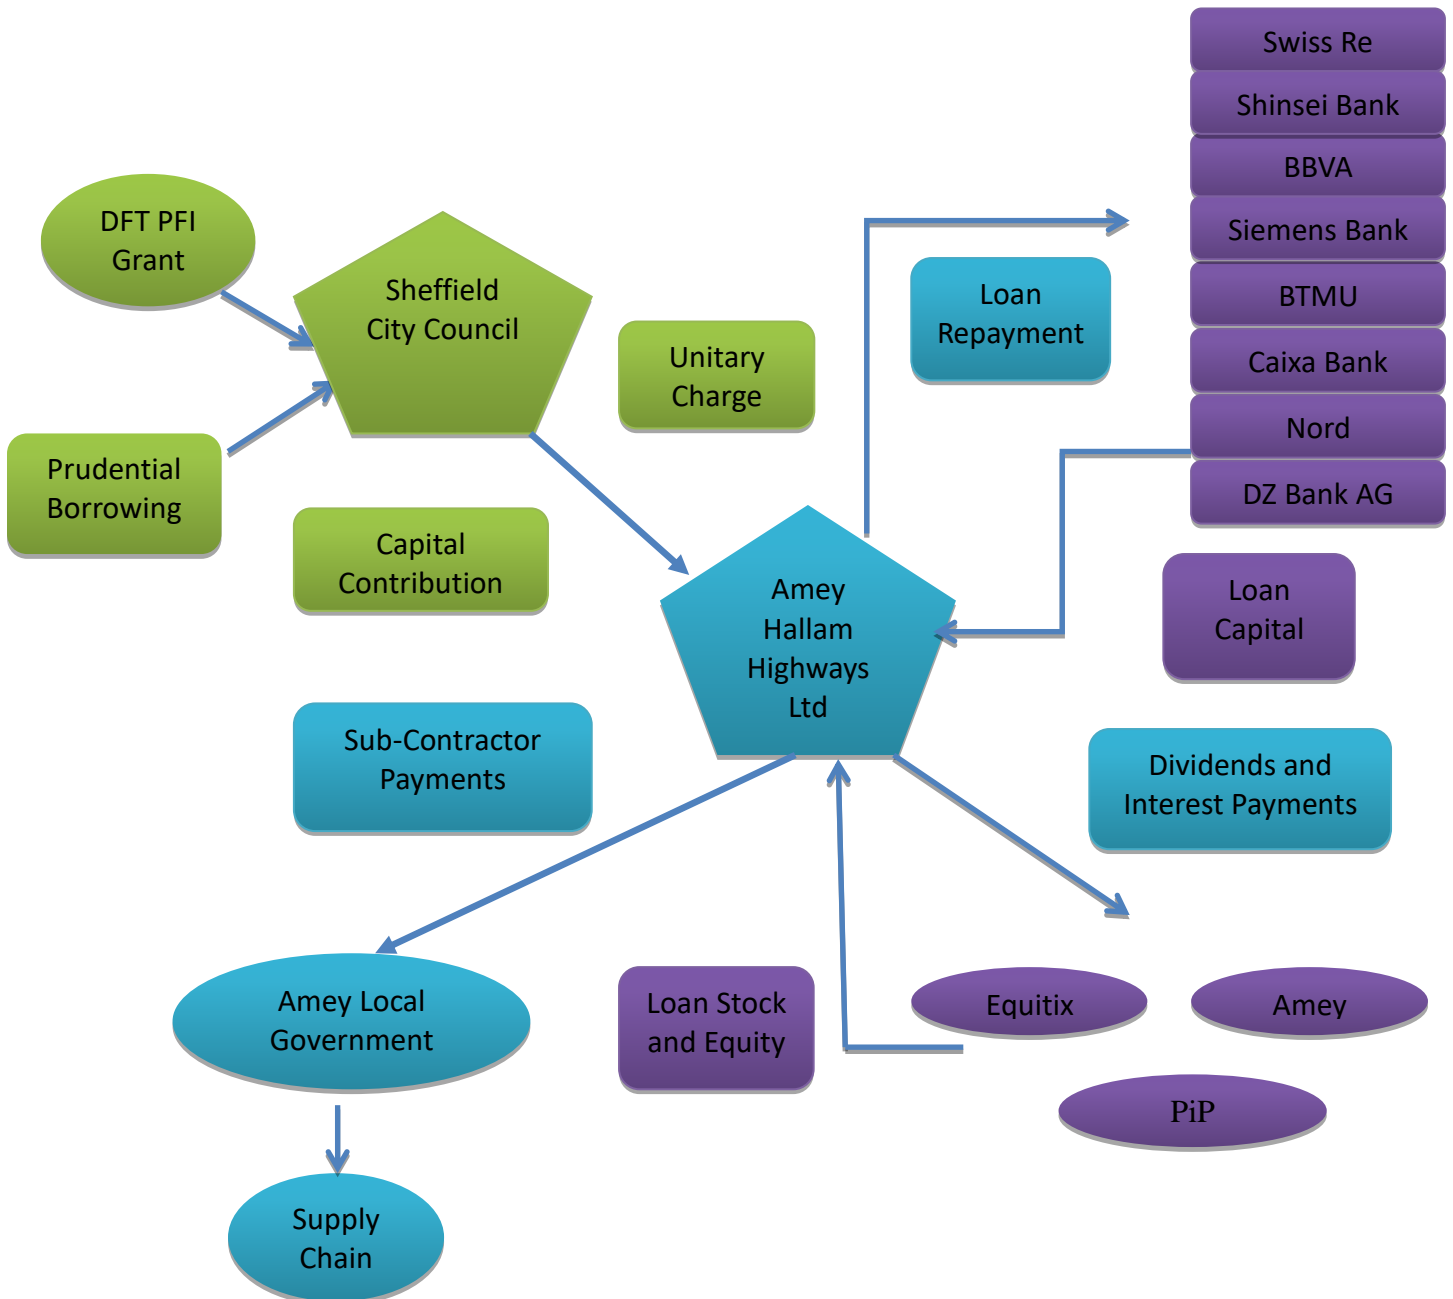 Swiss Re
Shinsei Bank
BBVA
Siemens Bank
BTMU
Caixa Bank
Nord
DZ Bank AG
DFT PFI
Grant
Sheffield
City Council
Prudential
Borrowing
Unitary
Charge
Capital
Contribution
Loan
Repayment
Amey
Hallam
Highways
Ltd
Loan
Capital
Sub-Contractor
Payments
Dividends and
Interest Payments
Amey Local
Government
Loan Stock
and Equity
Equitix
Amey
PiP
Supply
Chain